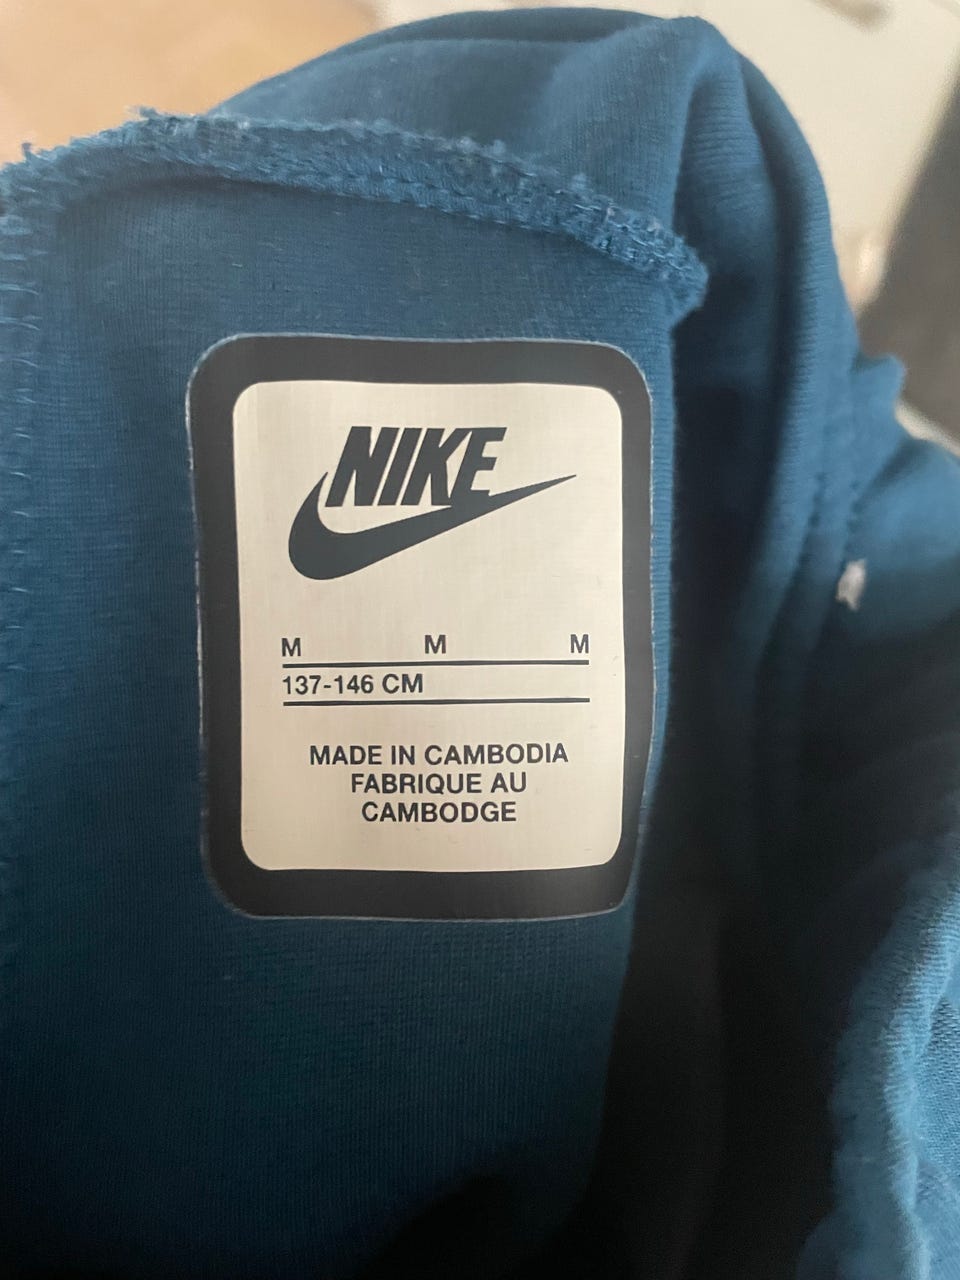 NIKE
M M M
137-146 CM
MADE IN CAMBODIA
FABRIQUE AU
CAMBODGE